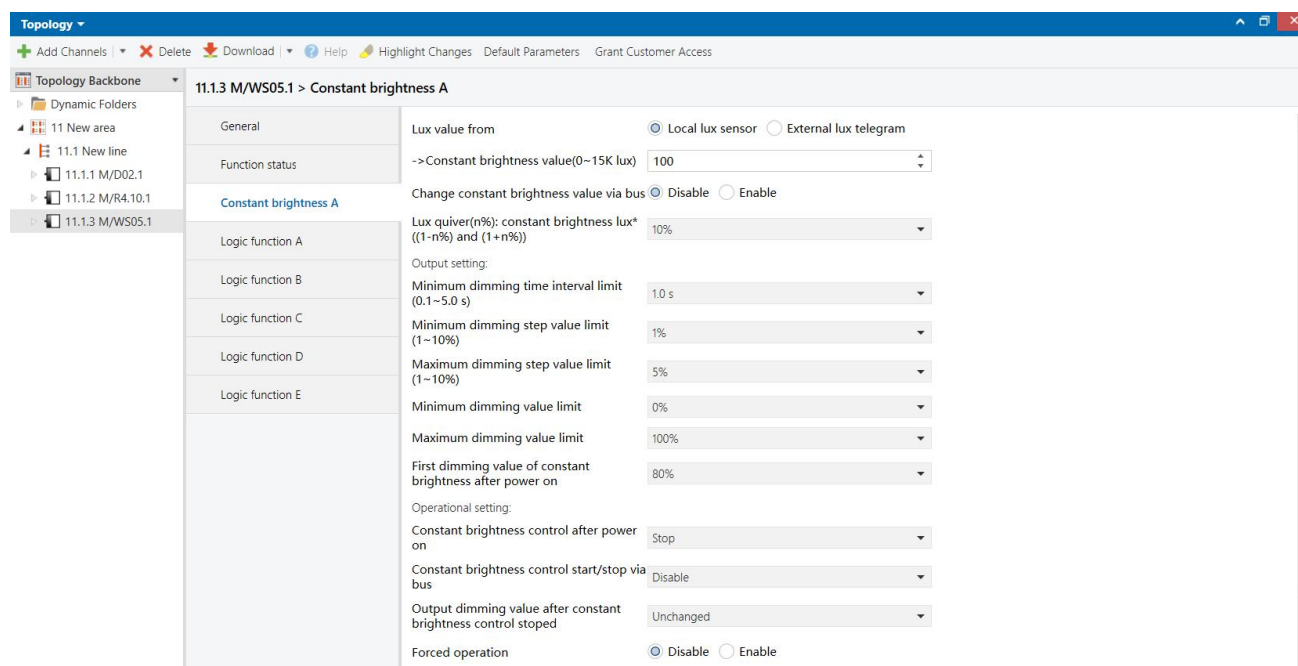 Topology
Add Channels Delete Download Help Highlight Changes Default Parameters Grant Customer Access
Topology Backbone
Dynamic Folders
11 New area
11.1 New line
11.1.1 M/D02.1
11.1.2 M/R4.10.1
11.1.3 M/WS05.1
11.1.3 M/WS05.1 > Constant brightness A
General
Function status
Constant brightness A
Logic function A
Logic function B
Logic function C
Logic function D
Logic function E
Lux value from Local lux sensor External lux telegram
->Constant brightness value(0~15K lux) 100
Change constant brightness value via bus Disable Enable
Lux quiver(n%): constant brightness lux*
((1-n%) and (1+n%)) 10%
Output setting:
Minimum dimming time interval limit
(0.1~5.0 s) 1.0 s
Minimum dimming step value limit
(1~10%) 1%
Maximum dimming step value limit
(1~10%) 5%
Minimum dimming value limit 0%
Maximum dimming value limit 100%
First dimming value of constant
brightness after power on 80%
Operational setting:
Constant brightness control after power
on Stop
Constant brightness control start/stop via
bus Disable
Output dimming value after constant
brightness control stoped Unchanged
Forced operation Disable Enable